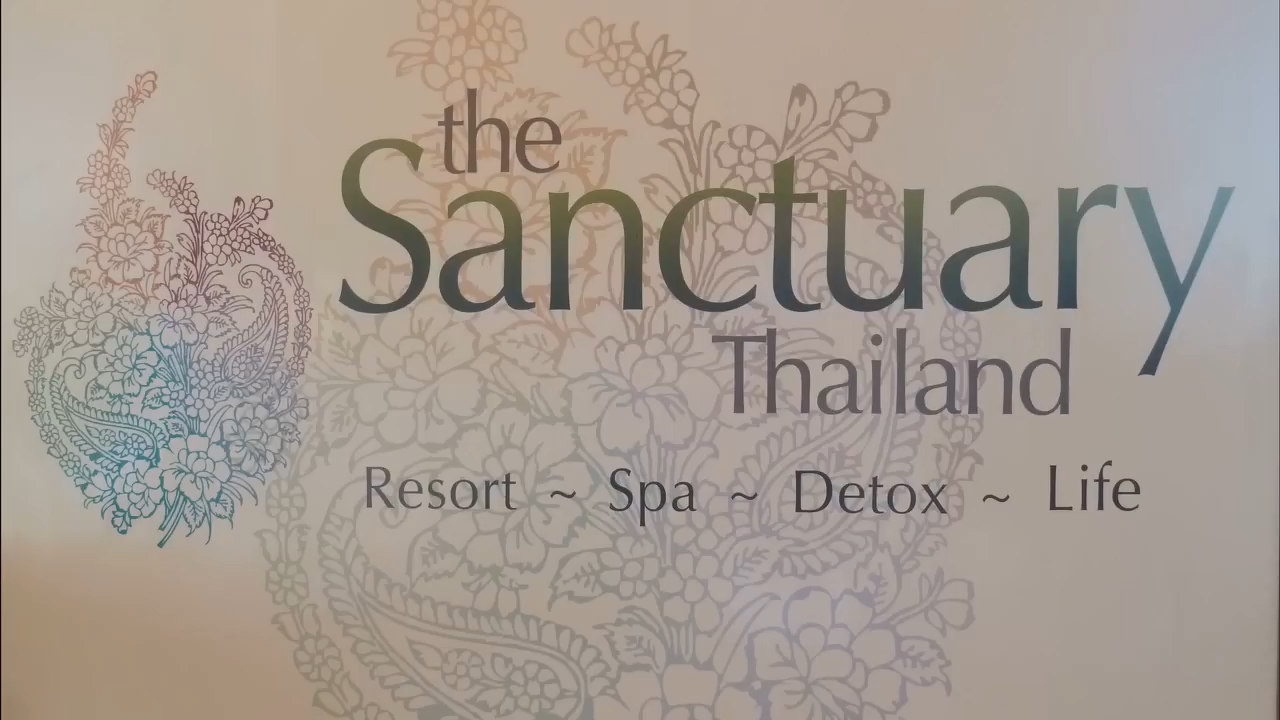 the
Sanctuary
Thailand
Resort ~ Spa ~ Detox ~ Life